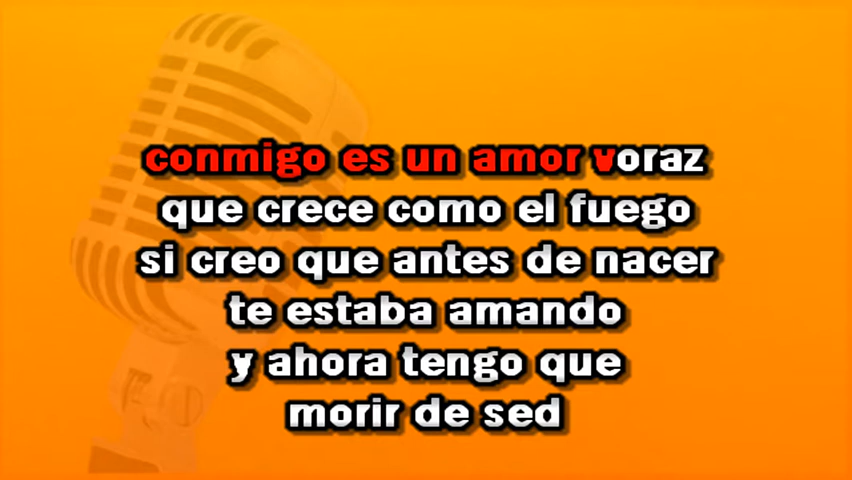 conmigo es un amor voraz
que crece como el fuego
si creo que antes de nacer
te estaba amando
y ahora tengo que
morir de sed